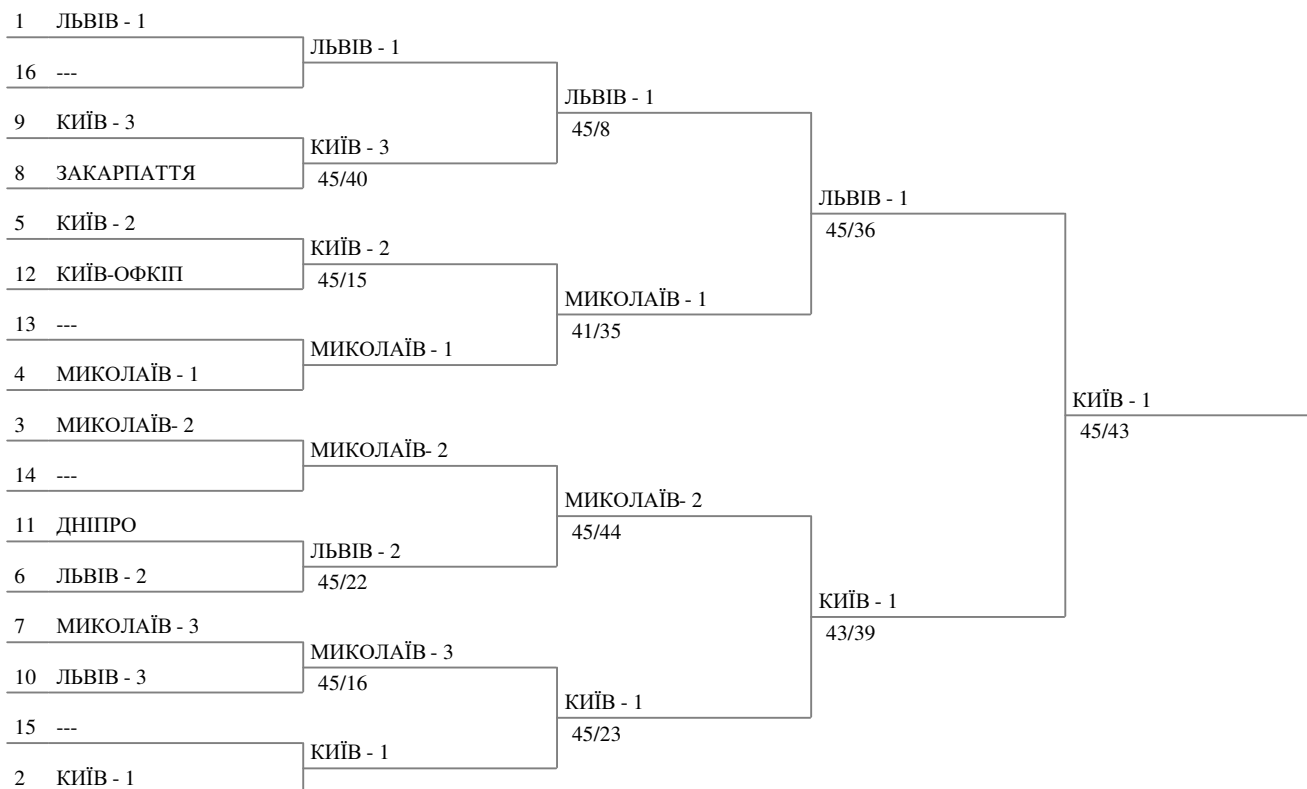 1 ЛЬВІВ - 1
ЛЬВІВ - 1
16 ---
ЛЬВІВ - 1
45/8
9 КИЇВ - 3
КИЇВ - 3
45/40
8 ЗАКАРПАТТЯ
ЛЬВІВ - 1
45/36
5 КИЇВ - 2
КИЇВ - 2
45/15
12 КИЇВ-ОФКІП
МИКОЛАЇВ - 1
41/35
13 ---
МИКОЛАЇВ - 1
4 МИКОЛАЇВ - 1
КИЇВ - 1
45/43
3 МИКОЛАЇВ- 2
МИКОЛАЇВ- 2
14 ---
МИКОЛАЇВ- 2
45/44
11 ДНІПРО
ЛЬВІВ - 2
45/22
6 ЛЬВІВ - 2
КИЇВ - 1
43/39
7 МИКОЛАЇВ - 3
МИКОЛАЇВ - 3
45/16
10 ЛЬВІВ - 3
КИЇВ - 1
45/23
15 ---
КИЇВ - 1
2 КИЇВ - 1